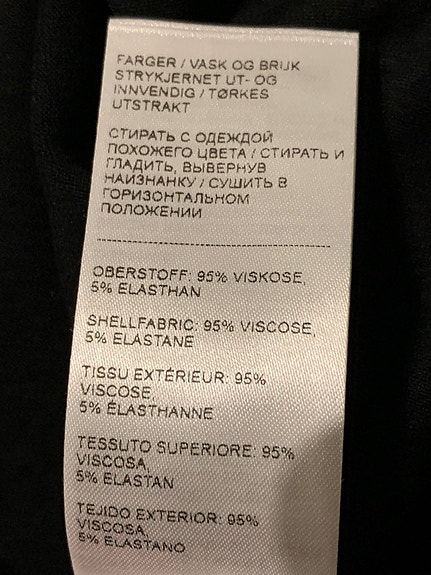 FARGER / VASK OG BRUK
STRYKJERNET UT- OG
INNVENDIG / TØRKES
UTSTRAKT
СТИРАТЬ С ОДЕЖДОЙ
ПОХОЖЕГО ЦВЕТА / СТИРАТЬ И
ГЛАДИТЬ, ВЫВЕРНУВ
НАИЗНАНКУ / СУШИТЬ В
ГОРИЗОНТАЛЬНОМ
ПОЛОЖЕНИИ
OBERSTOFF: 95% VISKOSE,
5% ELASTHAN
SHELLFABRIC: 95% VISCOSE,
5% ELASTANE
TISSU EXTÉRIEUR: 95%
VISCOSE,
5% ÉLASTHANNE
TESSUTO SUPERIORE: 95%
VISCOSA,
5% ELASTAN
TEJIDO EXTERIOR: 95%
VISCOSA,
5% ELASTANO